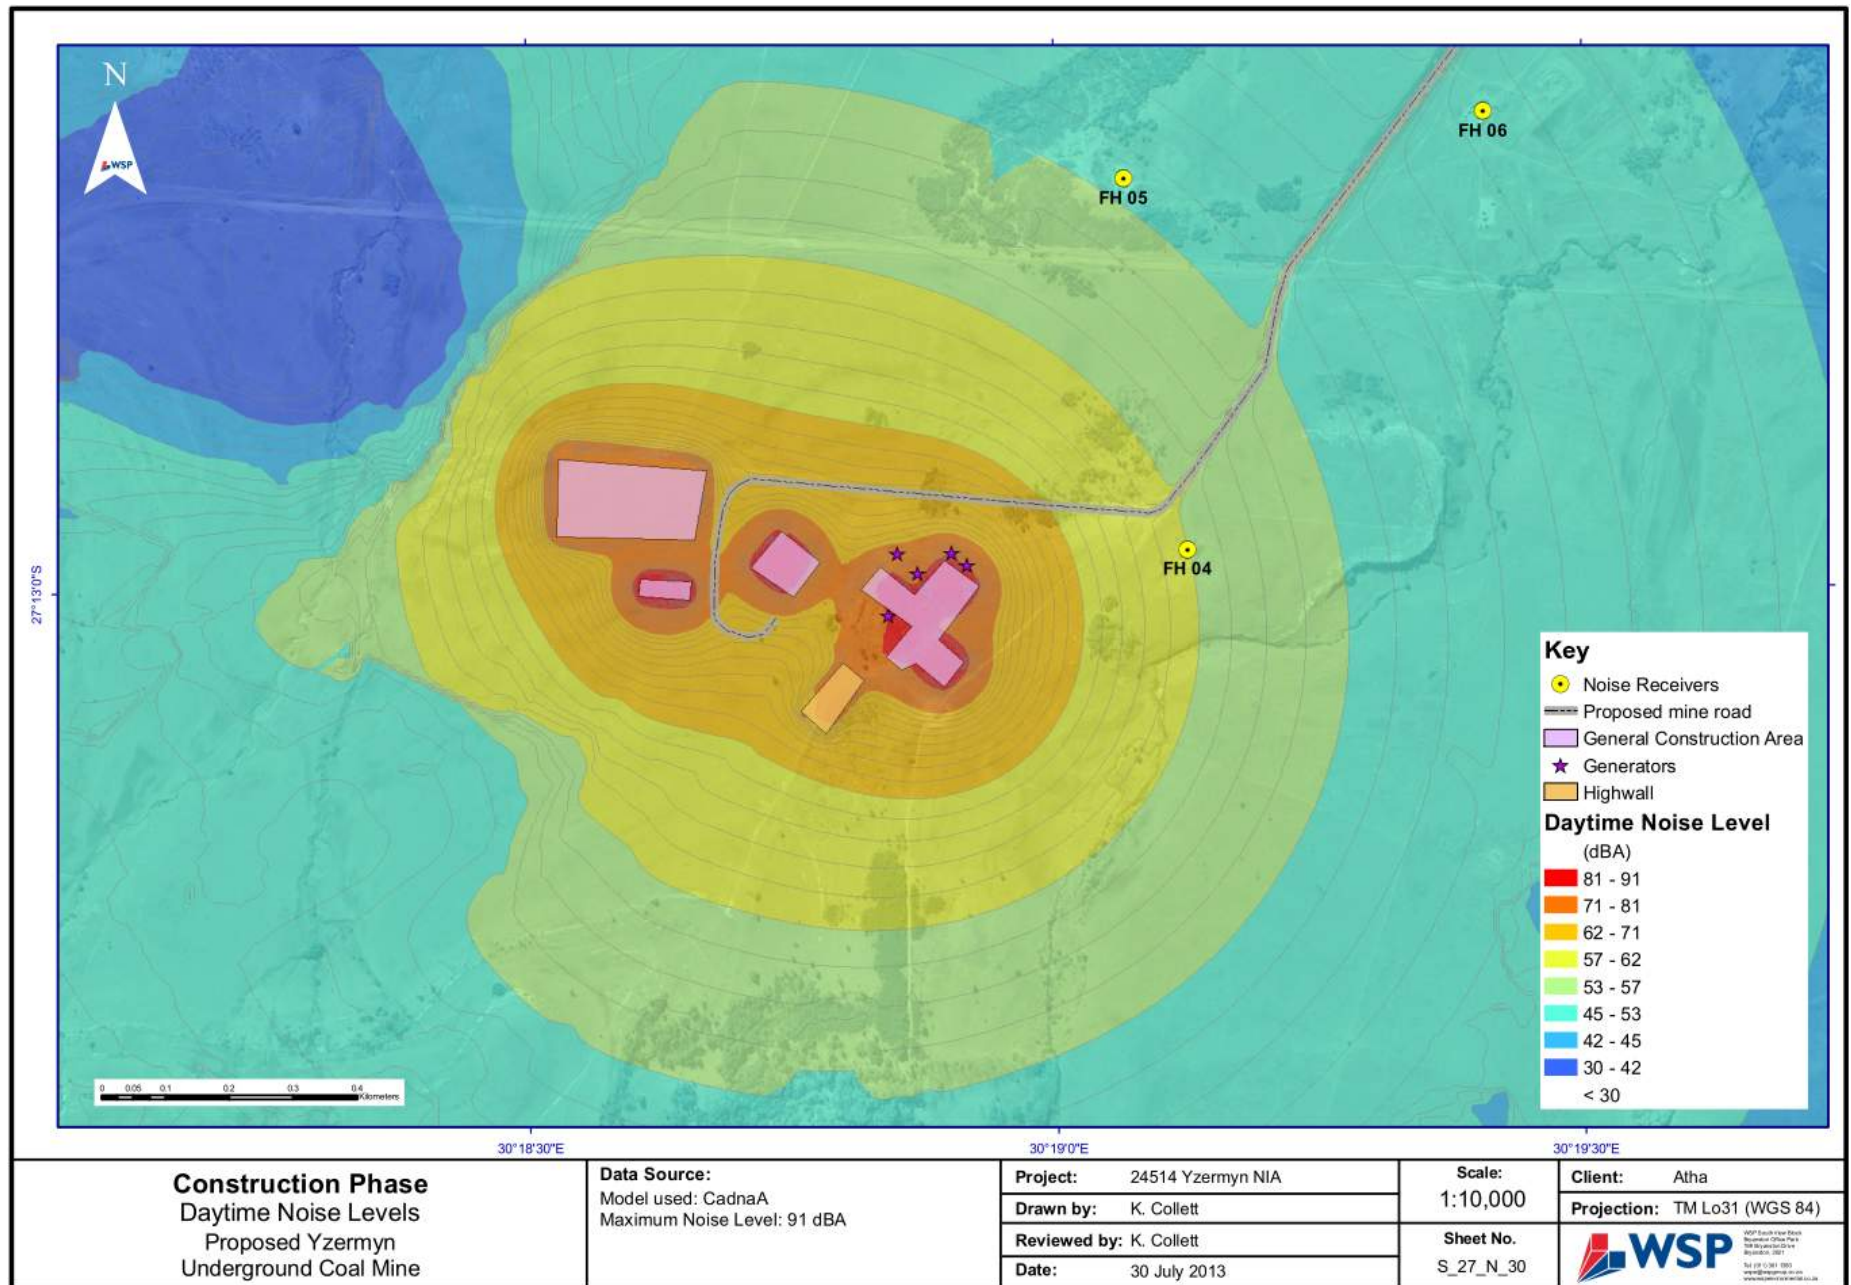 N
WSP
FH 06
FH 05
FH 04
27°13'0"S
Key
Noise Receivers
Proposed mine road
General Construction Area
Generators
Highwall
Daytime Noise Level
(dBA)
81 - 91
71 - 81
62 - 71
57 - 62
53 - 57
45 - 53
42 - 45
30 - 42
< 30
0 0.05 0.1 0.2 0.3 0.4
Kilometers
30°18'30"E 30°19'0"E 30°19'30"E
Construction Phase
Daytime Noise Levels
Proposed Yzermyn
Underground Coal Mine
Data Source:
Model used: CadnaA
Maximum Noise Level: 91 dBA
Project: 24514 Yzermyn NIA
Drawn by: K. Collett
Reviewed by: K. Collett
Date: 30 July 2013
Scale:
1:10,000
Sheet No.
S_27_N_30
Client: Atha
Projection: TM Lo31 (WGS 84)
WSP